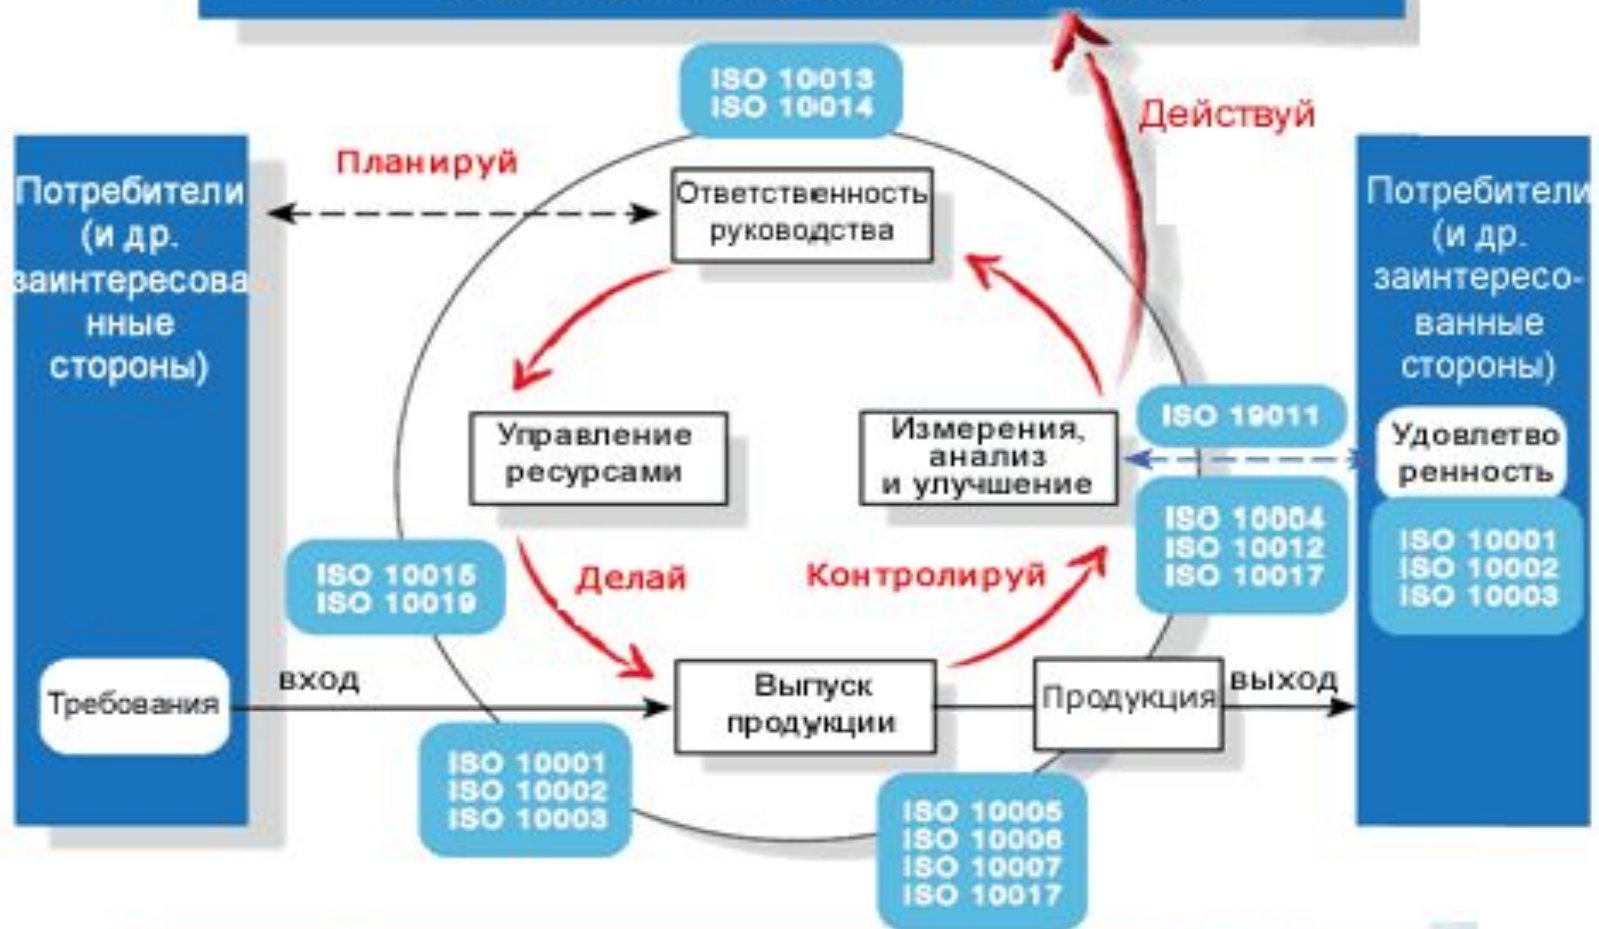 ISO 10013
ISO 10014
Действуй
Планируй
Потребители
(и др.
заинтересова
нные
стороны)
Ответственность
руководства
Потребители
(и др.
заинтересо-
ванные
стороны)
Управление
ресурсами
Измерения,
анализ
и улучшение
ISO 19011
Удовлетво
ренность
ISO 10004
ISO 10012
ISO 10017
ISO 10001
ISO 10002
ISO 10003
ISO 10015
ISO 10019
Делай
Контролируй
Требования
вход
Выпуск
продукции
Продукция
выход
ISO 10001
ISO 10002
ISO 10003
ISO 10005
ISO 10006
ISO 10007
ISO 10017